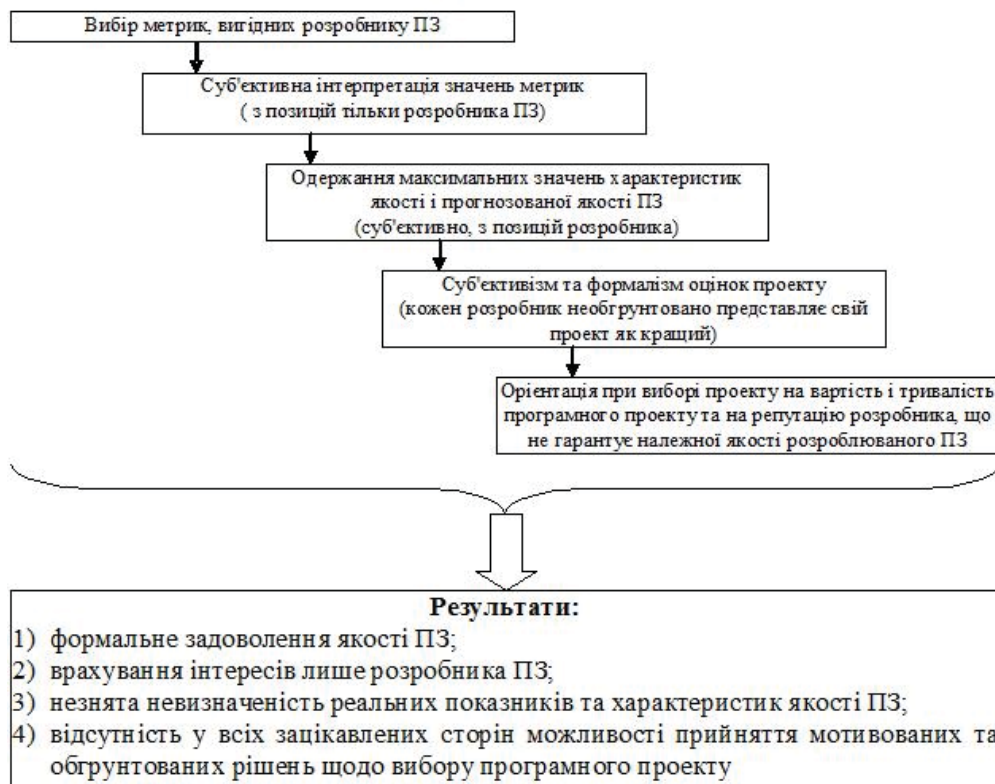 Вибір метрик, вигідних розробнику ПЗ
Суб'єктивна інтерпретація значень метрик
( з позицій тільки розробника ПЗ)
Одержання максимальних значень характеристик
якості і прогнозованої якості ПЗ
(суб'єктивно, з позицій розробника)
Суб'єктивізм та формалізм оцінок проекту
(кожен розробник необгрунтовано представляє свій
проект як кращий)
Орієнтація при виборі проекту на вартість і тривалість
програмного проекту та на репутацію розробника, що
не гарантує належної якості розроблюваного ПЗ
Результати:
1) формальне задоволення якості ПЗ;
2) врахування інтересів лише розробника ПЗ;
3) незнята невизначеність реальних показників та характеристик якості ПЗ;
4) відсутність у всіх зацікавлених сторін можливості прийняття мотивованих та
обгрунтованих рішень щодо вибору програмного проекту